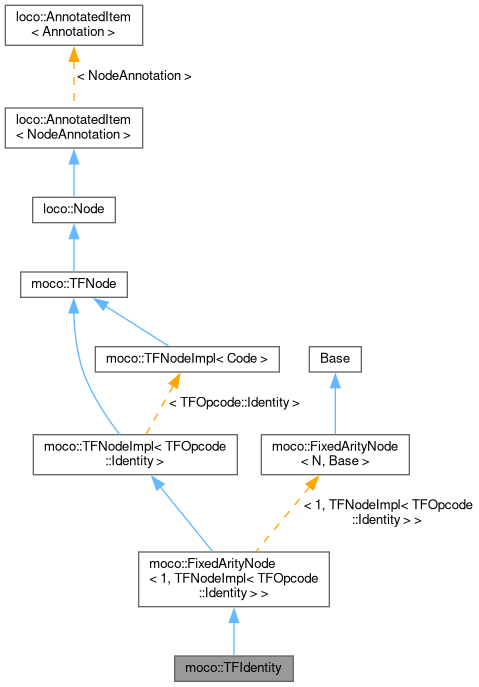 loco::AnnotatedItem
< Annotation >
< NodeAnnotation >
loco::AnnotatedItem
< NodeAnnotation >
loco::Node
moco::TFNode
moco::TFNodeImpl< Code >
Base
< TFOpcode::Identity >
moco::TFNodeImpl< TFOpcode
::Identity >
moco::FixedArityNode
< N, Base >
< 1, TFNodeImpl< TFOpcode
::Identity > >
moco::FixedArityNode
< 1, TFNodeImpl< TFOpcode
::Identity > >
moco::TFIdentity